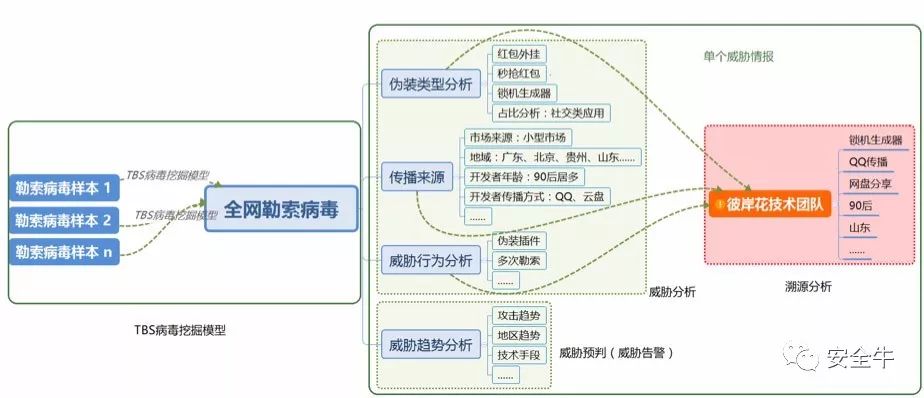 单个威胁情报
红包外挂
秒抢红包
锁机生成器
占比分析：社交类应用
伪装类型分析
市场来源：小型市场
地域：广东、北京、贵州、山东......
开发者年龄：90后居多
开发者传播方式：QQ、云盘
......
传播来源
伪装插件
多次勒索
......
威胁行为分析
威胁分析
攻击趋势
地区趋势
技术手段
......
威胁趋势分析
威胁预判（威胁告警）
勒索病毒样本 1
勒索病毒样本 2
勒索病毒样本 n
TBS病毒挖掘模型
TBS病毒挖掘模型
全网勒索病毒
TBS病毒挖掘模型
彼岸花技术团队
锁机生成器
QQ传播
网盘分享
90后
山东
......
溯源分析
安全牛